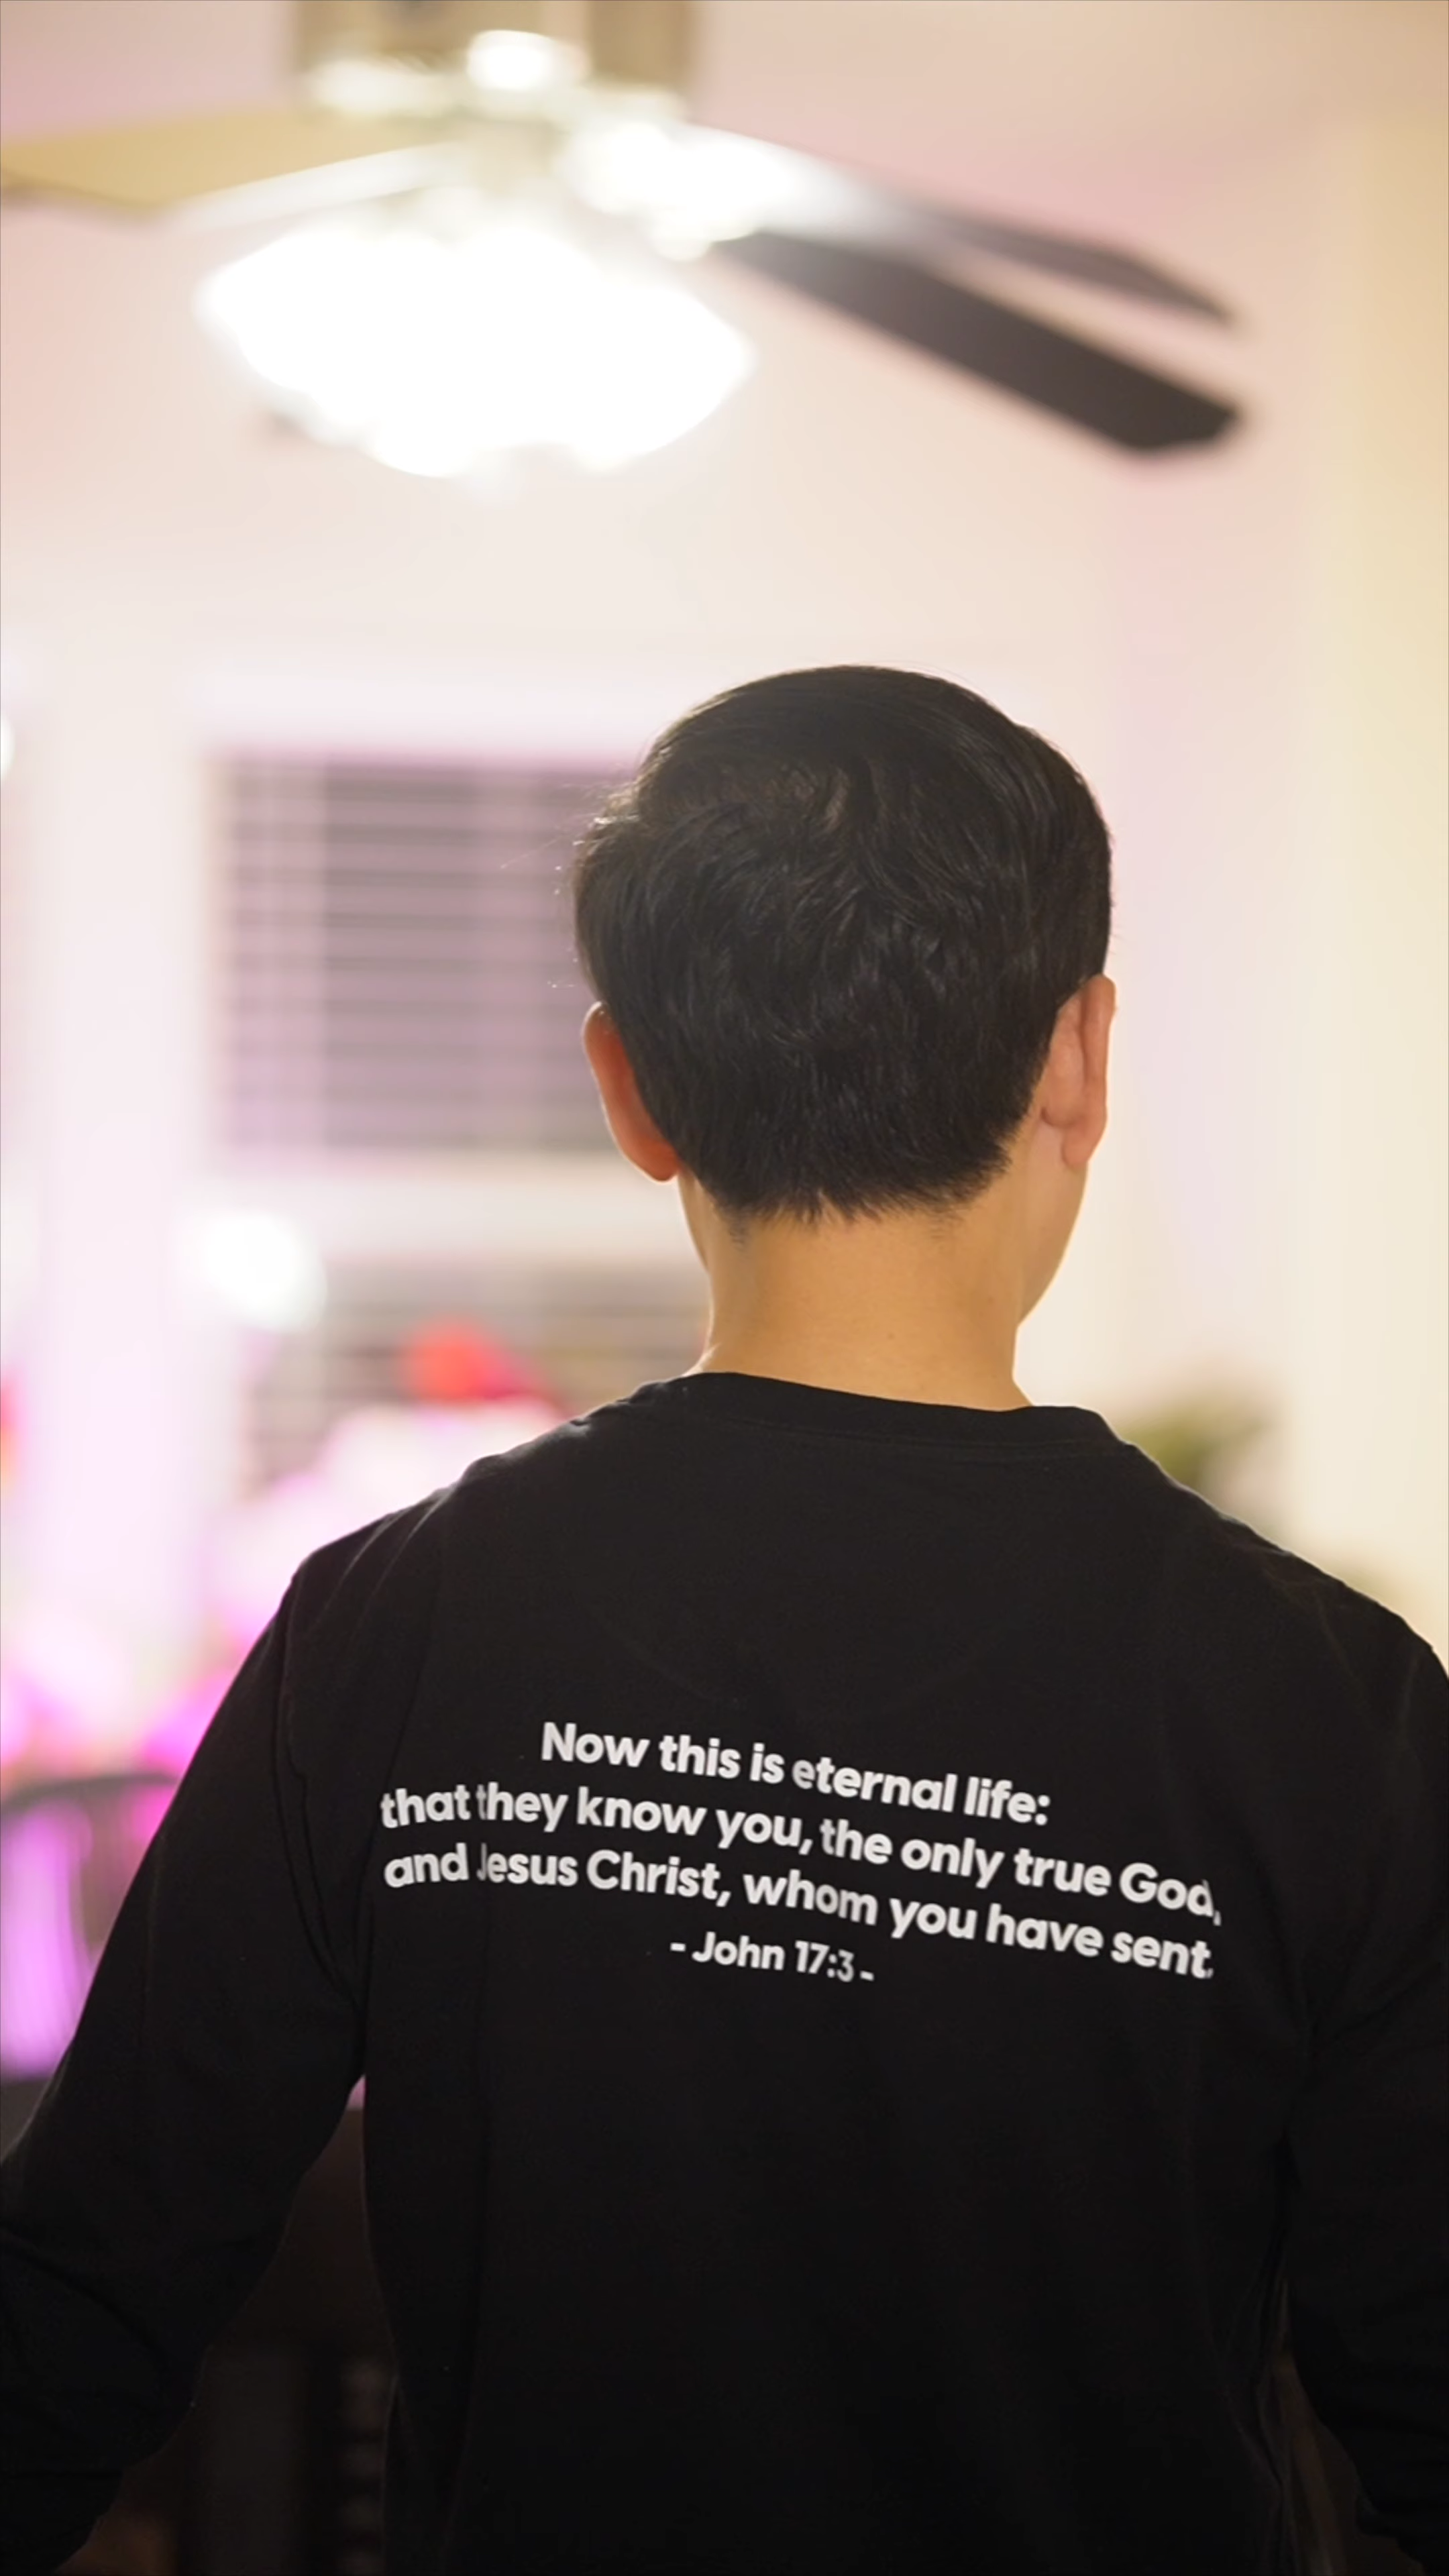 Now this is eternal life:
that they know you, the only true God,
and Jesus Christ, whom you have sent.
- John 17:3 -